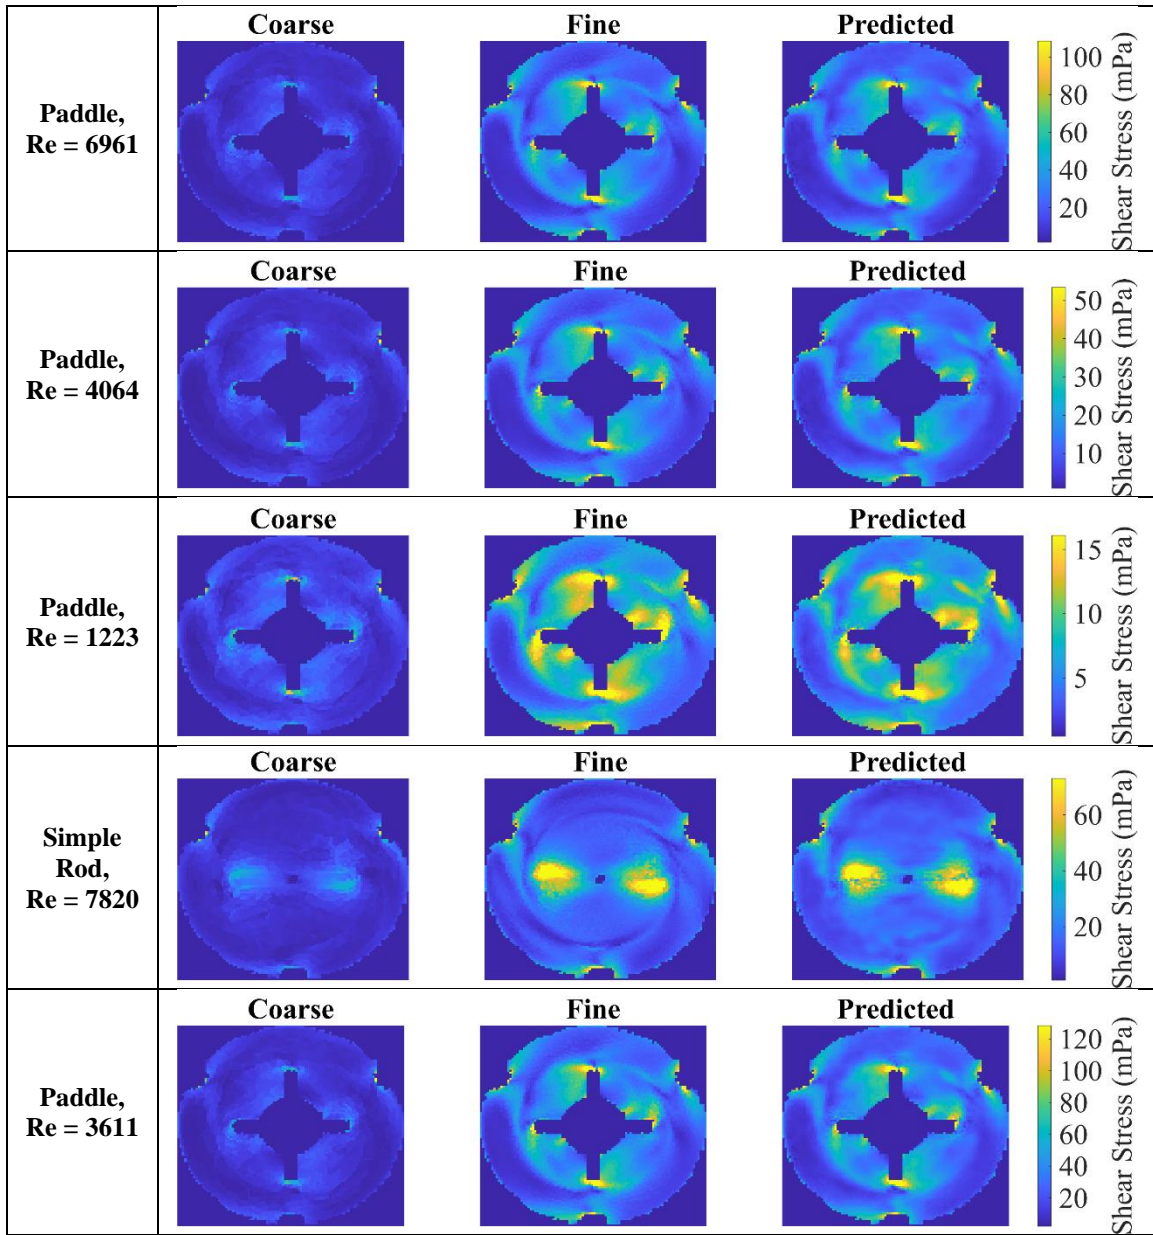 Coarse Fine Predicted
Paddle,
Re = 6961
100
80
60
40
20
Shear Stress (mPa)
Coarse Fine Predicted
Paddle,
Re = 4064
50
40
30
20
10
Shear Stress (mPa)
Coarse Fine Predicted
Paddle,
Re = 1223
15
10
5
Shear Stress (mPa)
Coarse Fine Predicted
Simple
Rod,
Re = 7820
60
40
20
Shear Stress (mPa)
Coarse Fine Predicted
Paddle,
Re = 3611
120
100
80
60
40
20
Shear Stress (mPa)